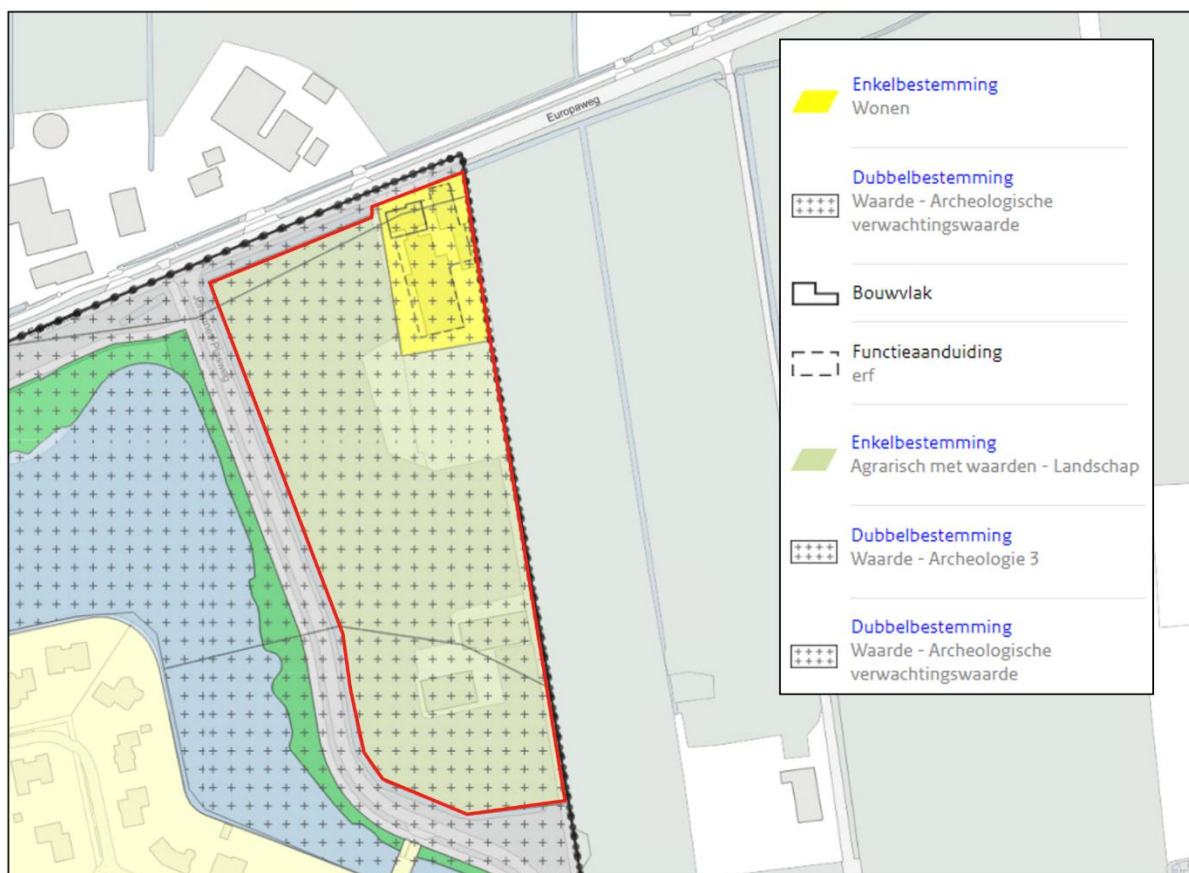 Europaweg
Enkelbestemming
Wonen
Dubbelbestemming
Waarde - Archeologische
verwachtingswaarde
Bouwvlak
Functieaanduiding
erf
Enkelbestemming
Agrarisch met waarden - Landschap
Dubbelbestemming
Waarde - Archeologie 3
Dubbelbestemming
Waarde - Archeologische
verwachtingswaarde